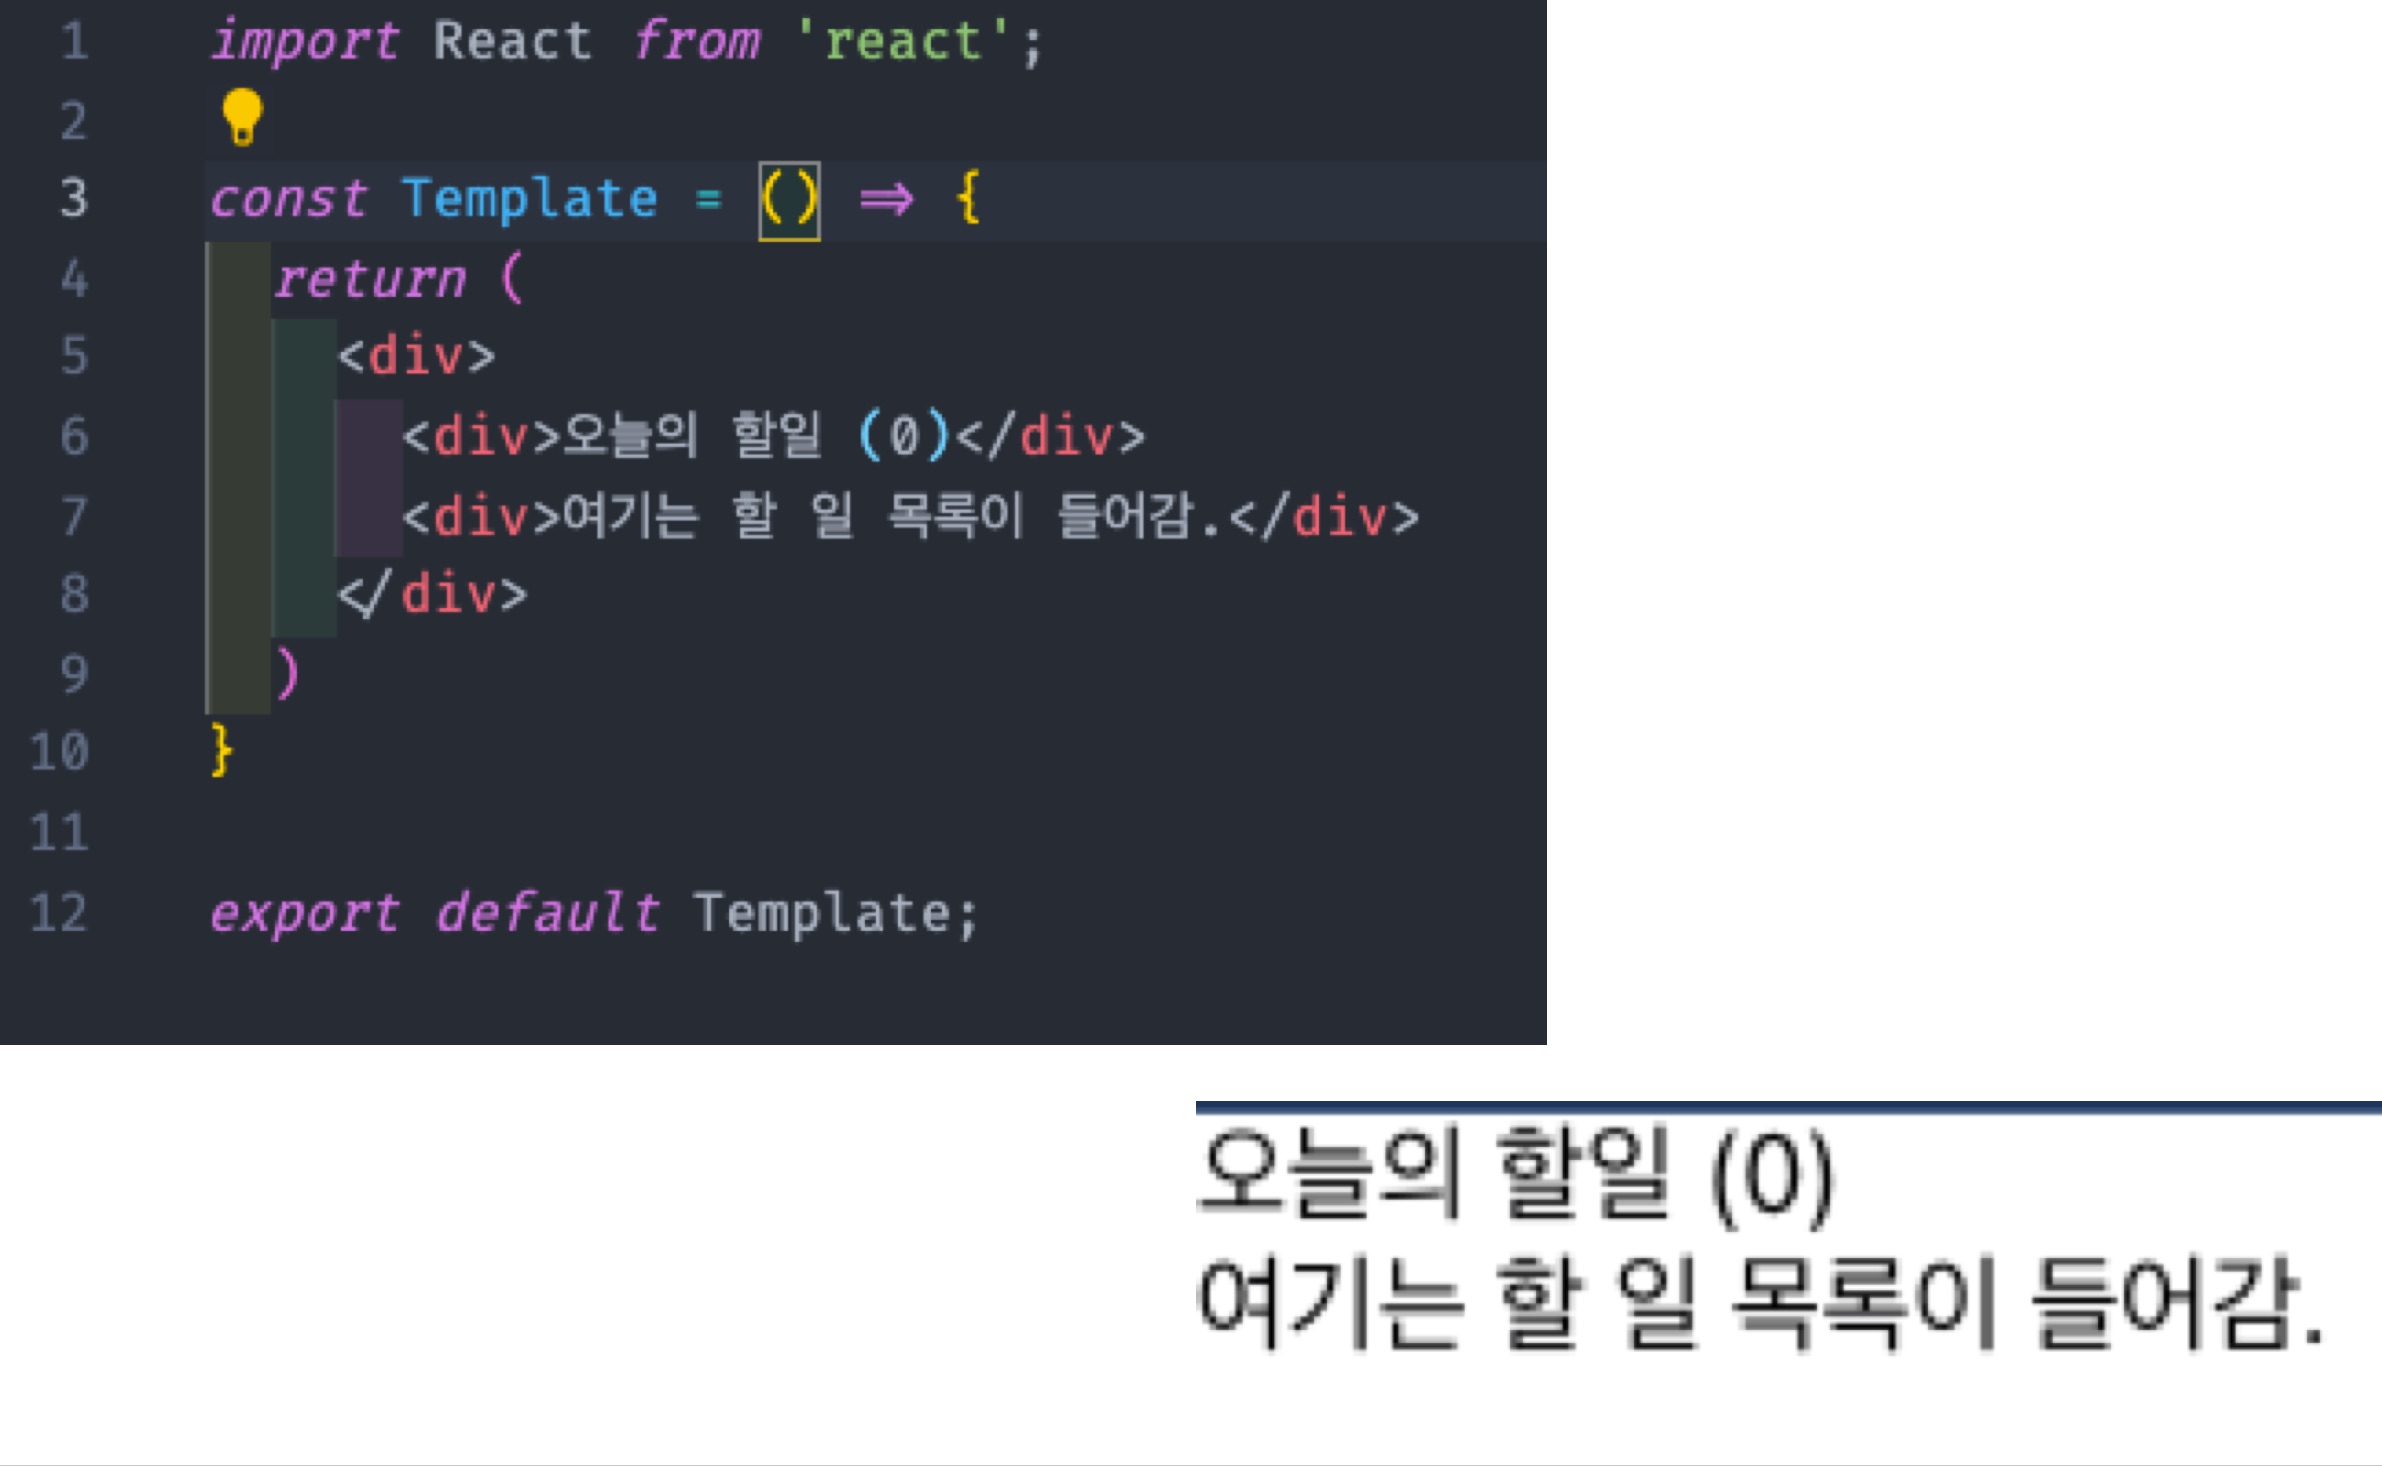 1 import React from 'react';
2
3 const Template = () => {
4 return (
5 <div>
6 <div>오늘의 할일 (0)</div>
7 <div>여기는 할 일 목록이 들어감.</div>
8 </div>
9 )
10 }
11
12 export default Template;
오늘의 할일 (0)
여기는 할 일 목록이 들어감.